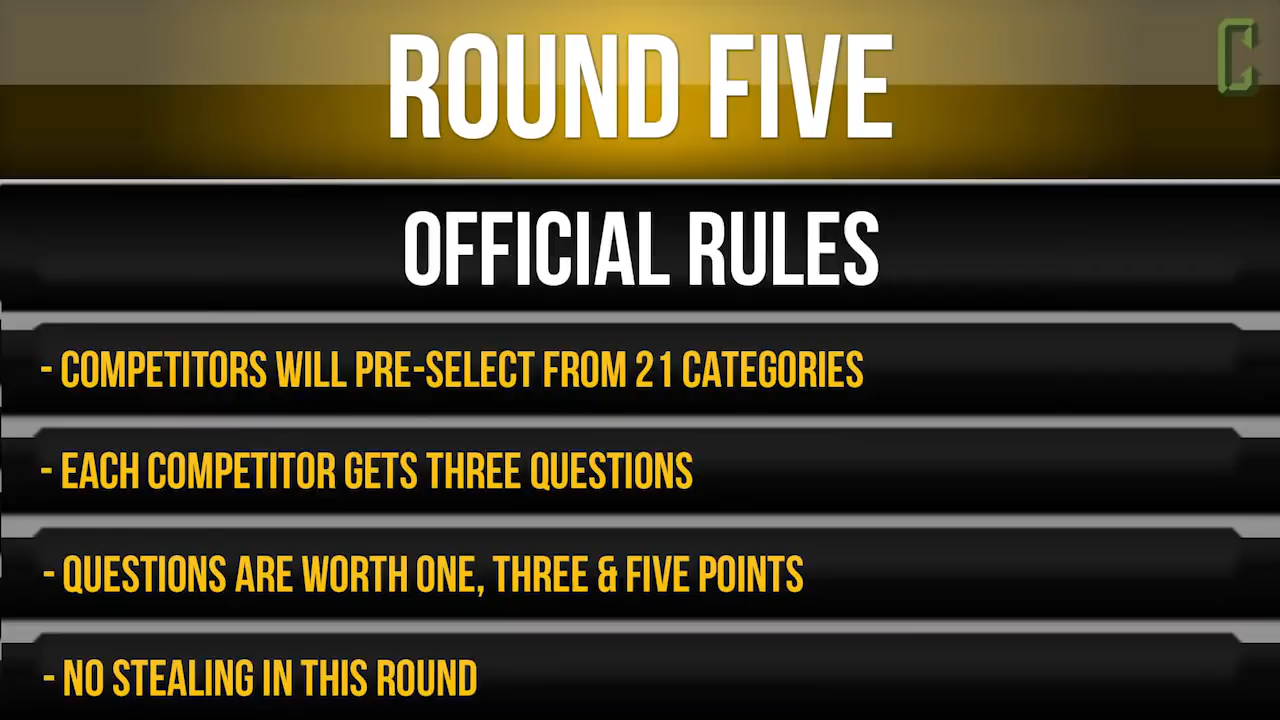 ROUND FIVE
OFFICIAL RULES
- COMPETITORS WILL PRE-SELECT FROM 21 CATEGORIES
- EACH COMPETITOR GETS THREE QUESTIONS
- QUESTIONS ARE WORTH ONE, THREE & FIVE POINTS
- NO STEALING IN THIS ROUND